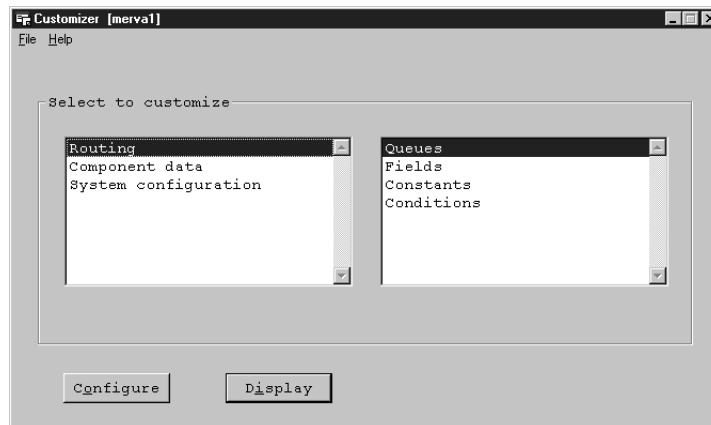 Customizer [merva1]
File Help
Select to customize
Routing
Component data
System configuration
Queues
Fields
Constants
Conditions
Configure
Display